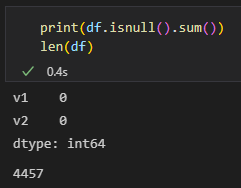 print(df.isnull().sum())
len(df)
0.4s
v1    0
v2    0
dtype: int64
4457